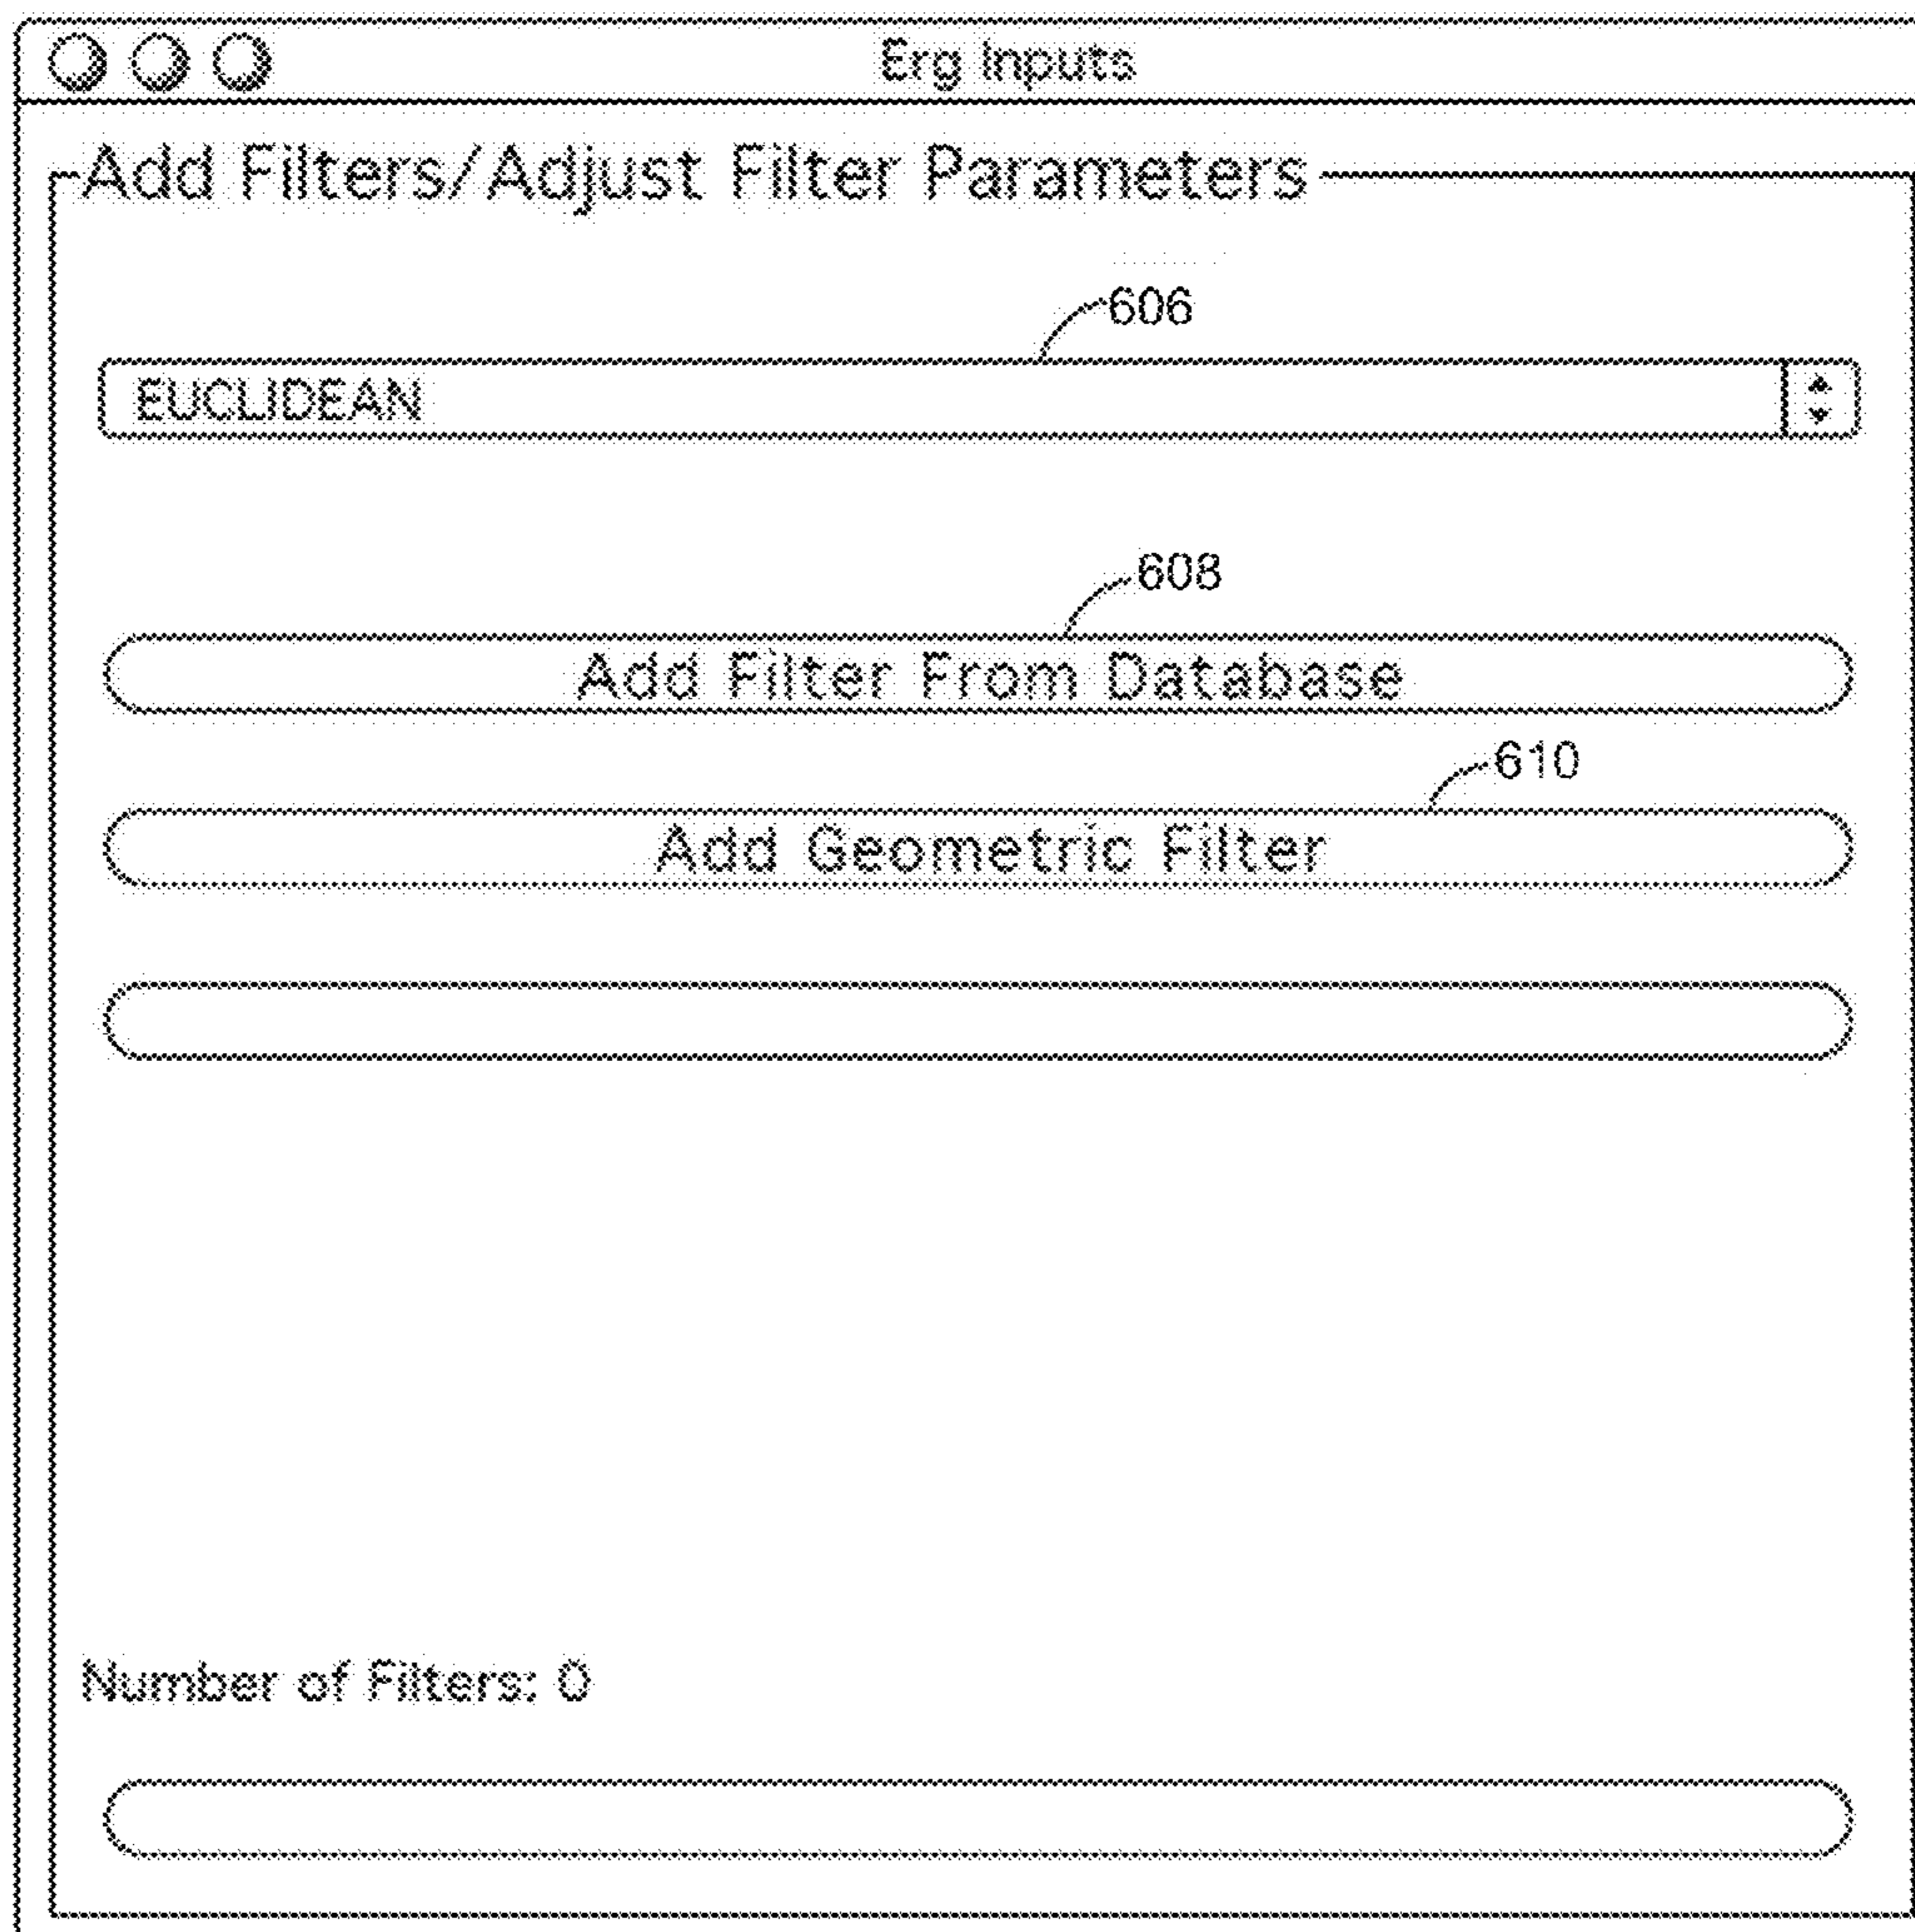 Erg Inputs
Add Filters/Adjust Filter Parameters
606
EUCLIDEAN
608
Add Filter From Database
610
Add Geometric Filter
Number of Filters: 0